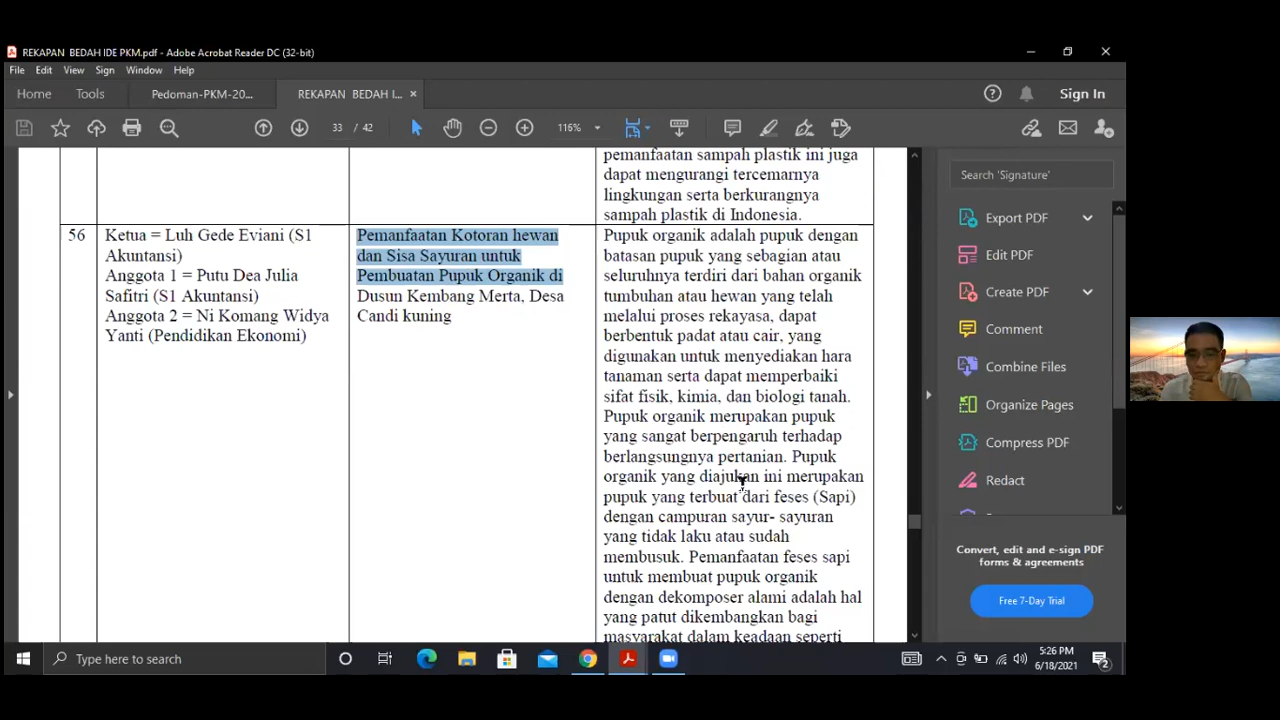 REKAPAN BEDAH IDE PKM.pdf - Adobe Acrobat Reader DC (32-bit)
File Edit View Sign Window Help
Home Tools Pedoman-PKM-20... REKAPAN BEDAH I... × Sign In
33 / 42 116%
pemanfaatan sampah plastik ini juga
dapat mengurangi tercemarnya
lingkungan serta berkurangnya
sampah plastik di Indonesia.
56
Ketua = Luh Gede Eviani (S1
Akuntansi)
Anggota 1 = Putu Dea Julia
Safitri (S1 Akuntansi)
Anggota 2 = Ni Komang Widya
Yanti (Pendidikan Ekonomi)
Pemanfaatan Kotoran hewan
dan Sisa Sayuran untuk
Pembuatan Pupuk Organik di
Dusun Kembang Merta, Desa
Candi kuning
Pupuk organik adalah pupuk dengan
batasan pupuk yang sebagian atau
seluruhnya terdiri dari bahan organik
tumbuhan atau hewan yang telah
melalui proses rekayasa, dapat
berbentuk padat atau cair, yang
digunakan untuk menyediakan hara
tanaman serta dapat memperbaiki
sifat fisik, kimia, dan biologi tanah.
Pupuk organik merupakan pupuk
yang sangat berpengaruh terhadap
berlangsungnya pertanian. Pupuk
organik yang diajukan ini merupakan
pupuk yang terbuat dari feses (Sapi)
dengan campuran sayur- sayuran
yang tidak laku atau sudah
membusuk. Pemanfaatan feses sapi
untuk membuat pupuk organik
dengan dekomposer alami adalah hal
yang patut dikembangkan bagi
masyarakat dalam keadaan seperti
Search 'Signature'
Export PDF
Edit PDF
Create PDF
Comment
Combine Files
Organize Pages
Compress PDF
Redact
Convert, edit and e-sign PDF
forms & agreements
Free 7-Day Trial
Type here to search
5:26 PM
6/18/2021
2